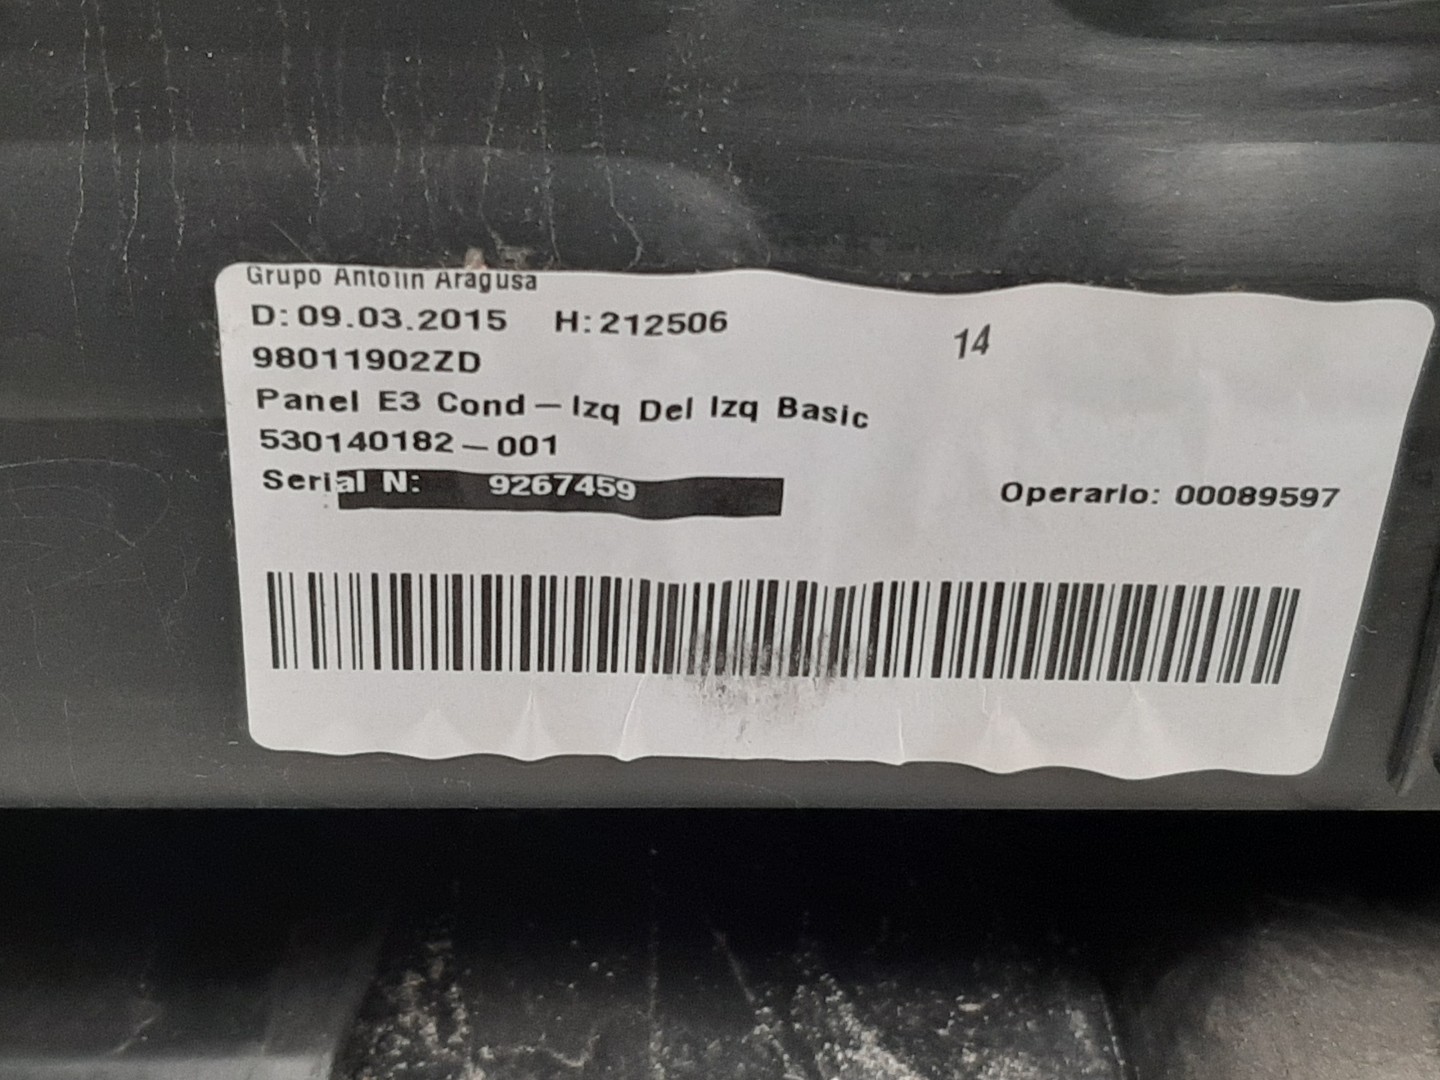 Grupo Antolin Aragusa
D: 09.03.2015 H: 212506
14
98011902ZD
Panel E3 Cond - Izq Del Izq Basic
530140182-001
Serial N: 9267459
Operario: 00089597